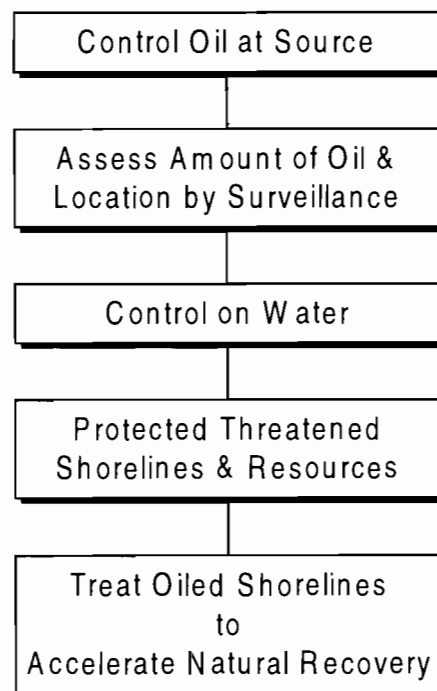 Control Oil at Source
Assess Amount of Oil &
Location by Surveillance
Control on Water
Protected Threatened
Shorelines & Resources
Treat Oiled Shorelines
to
Accelerate Natural Recovery